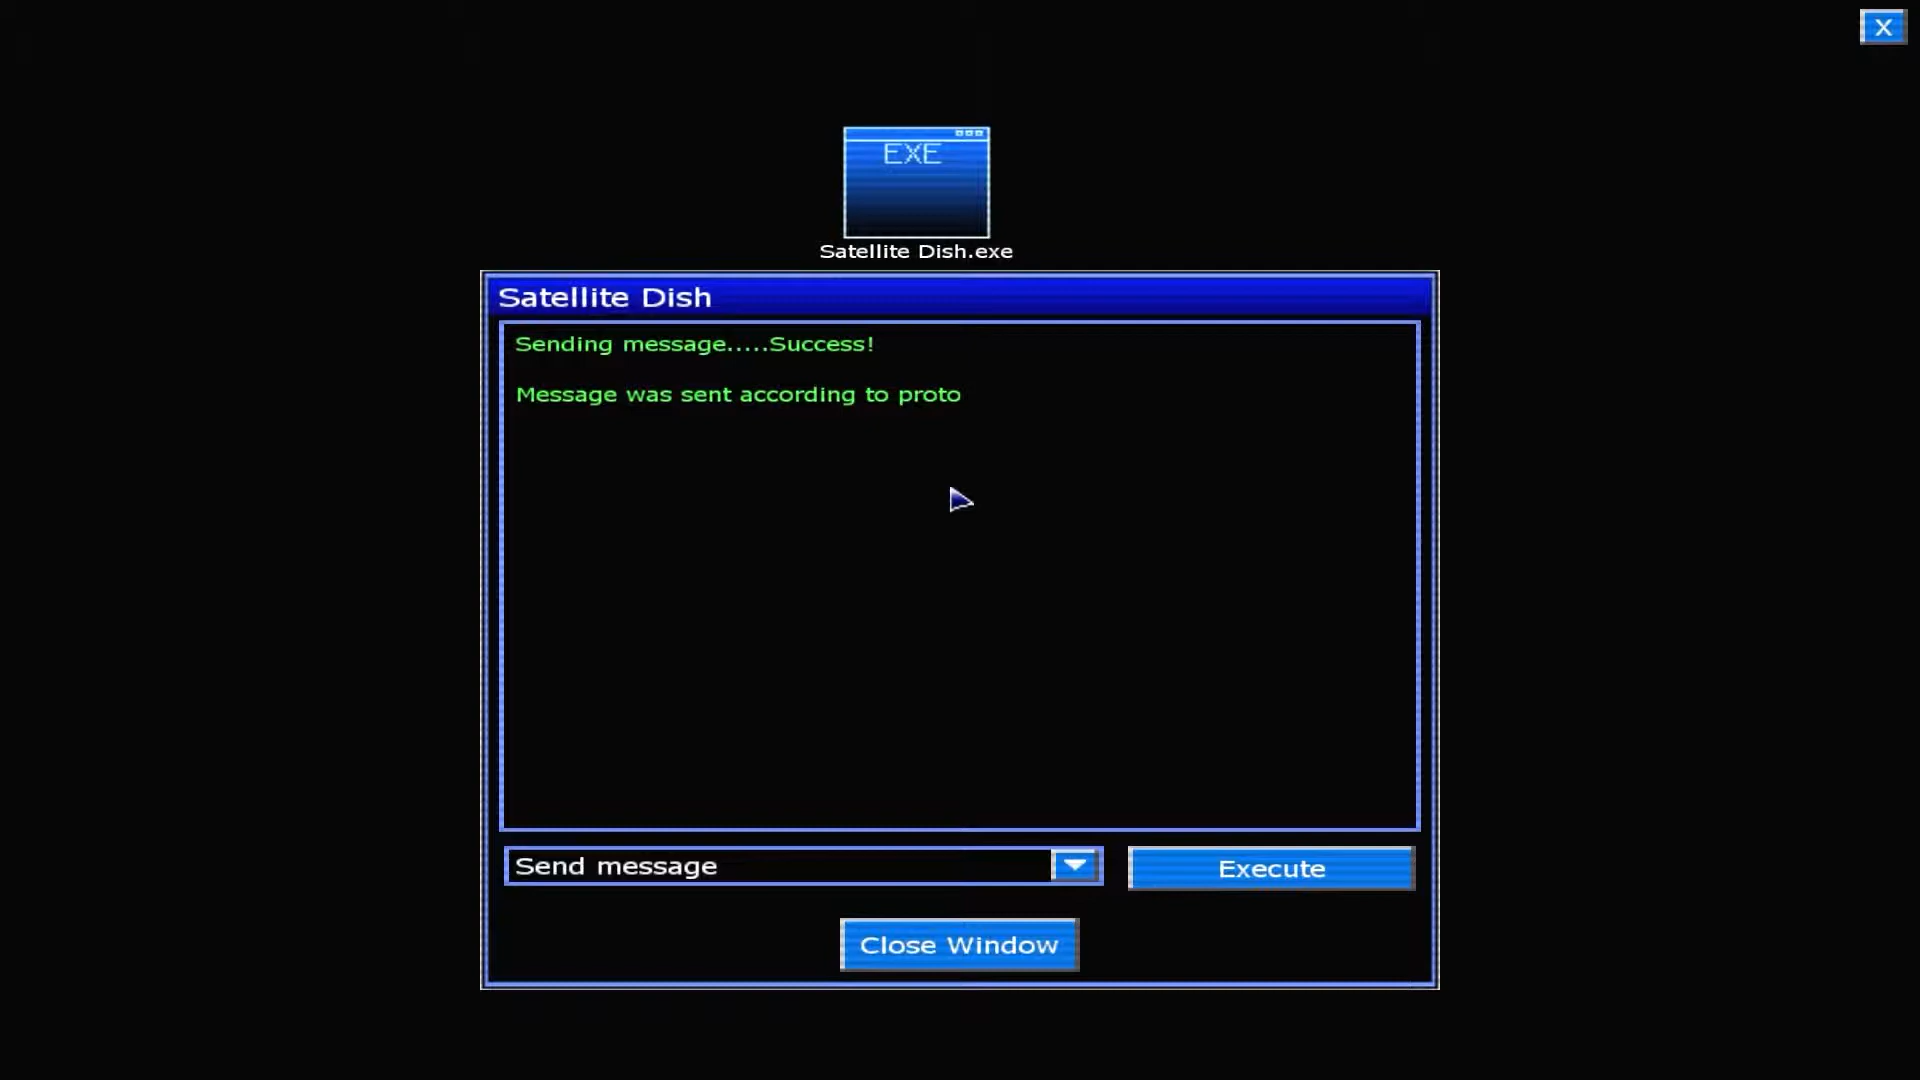 X
EXE
Satellite Dish.exe
Satellite Dish
Sending message.....Success!
Message was sent according to proto
Send message
Execute
Close Window